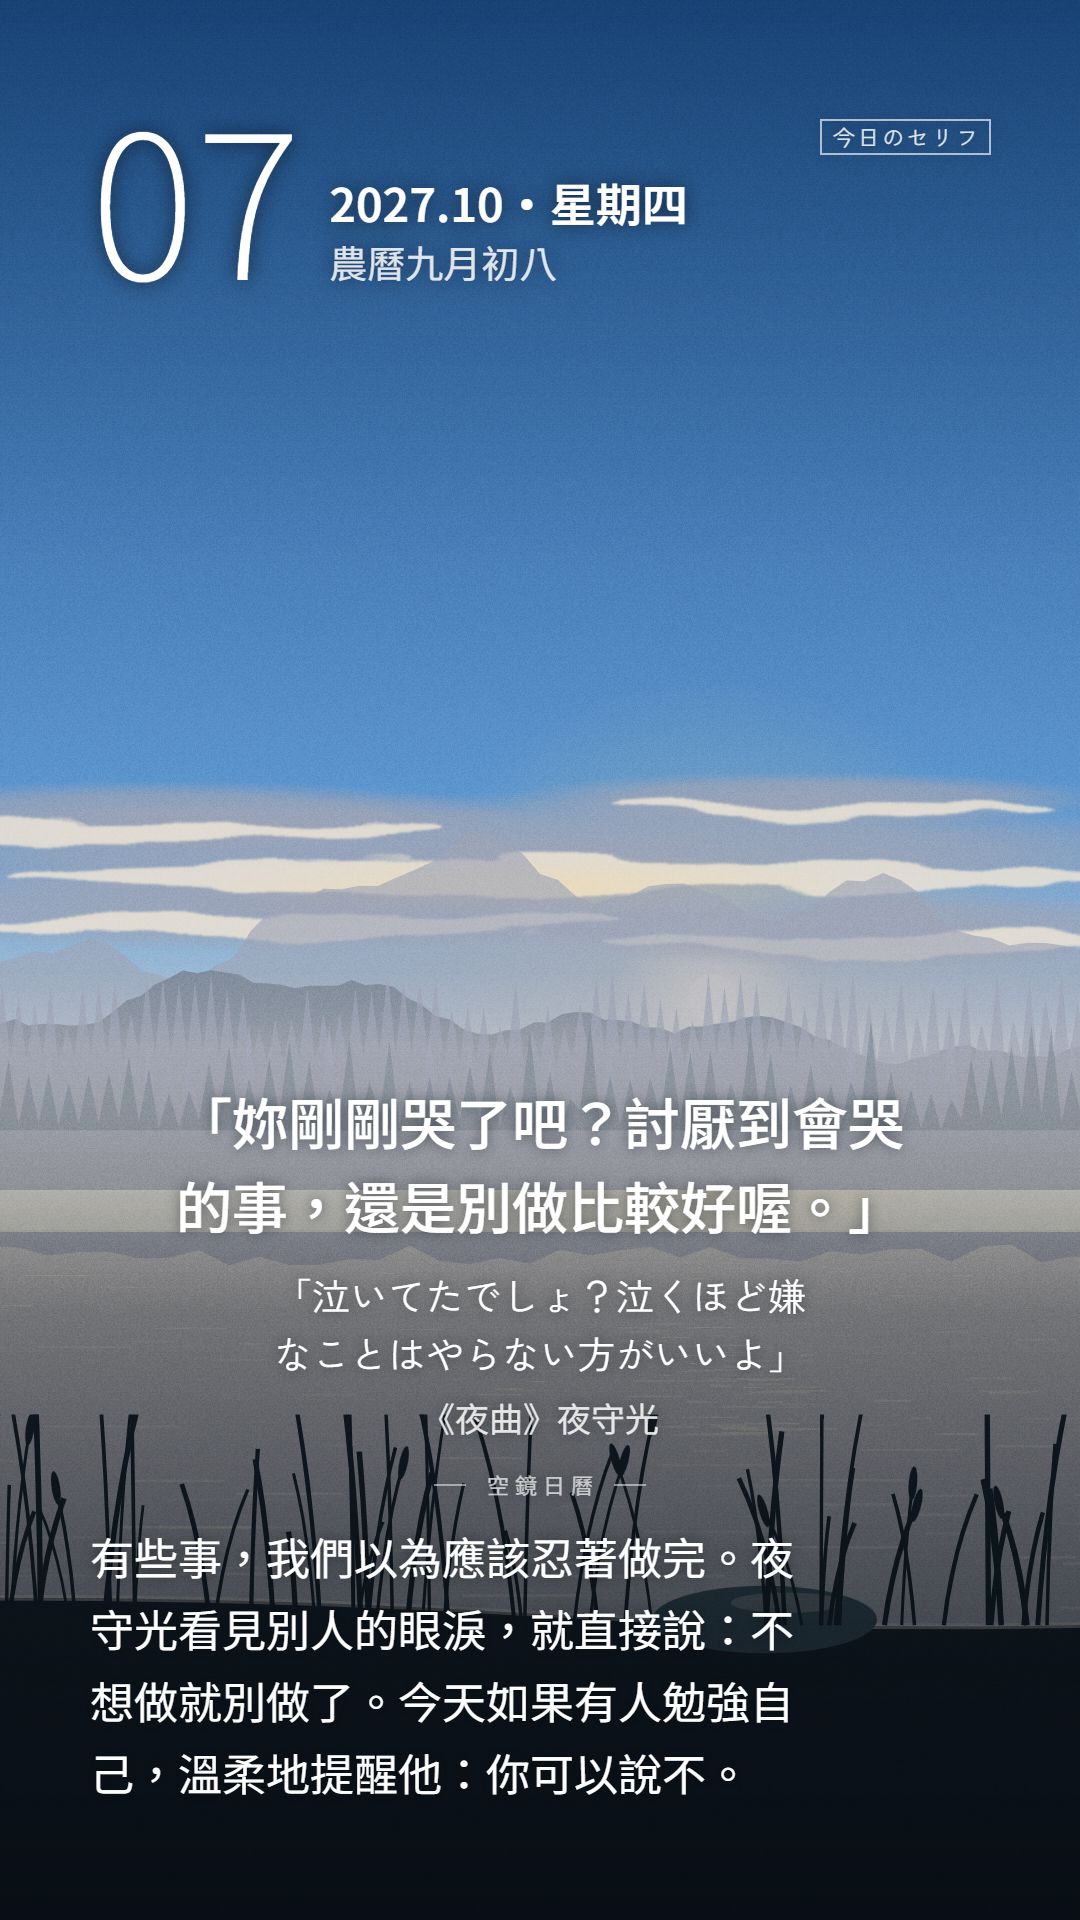 07
2027.10・星期四
農曆九月初八
今日のセリフ
「妳剛剛哭了吧？討厭到會哭
的事，還是別做比較好喔。」
「泣いてたでしょ？泣くほど嫌
なことはやらない方がいいよ」
《夜曲》夜守光
空鏡日曆
有些事，我們以為應該忍著做完。夜
守光看見別人的眼淚，就直接說：不
想做就別做了。今天如果有人勉強自
己，溫柔地提醒他：你可以說不。